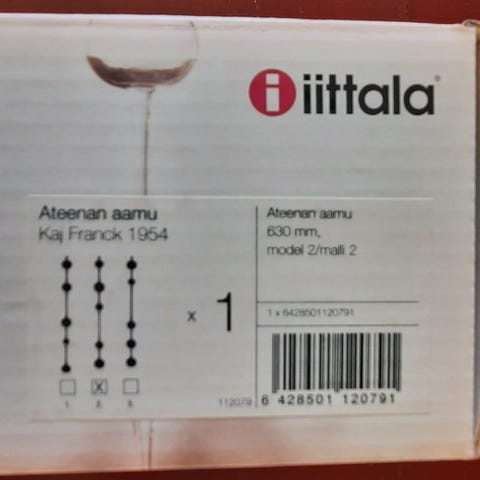 iittala
Ateenan aamu
Kaj Franck 1954
x 1
1. 2. 3.
112079
Ateenan aamu
630 mm,
model 2/malli 2
1 x 6428501120791
6 428501 120791